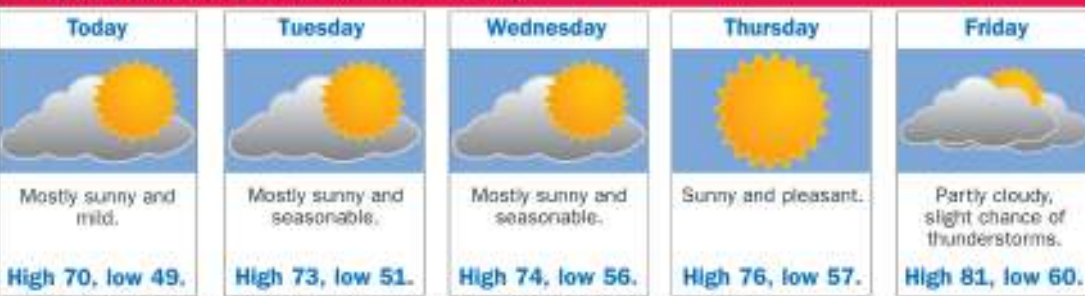 Today
Mostly sunny and
mild.
High 70, low 49.
Tuesday
Mostly sunny and
seasonable.
High 73, low 51.
Wednesday
Mostly sunny and
seasonable.
High 74, low 56.
Thursday
Sunny and pleasant.
High 76, low 57.
Friday
Partly cloudy,
slight chance of
thunderstorms.
High 81, low 60.